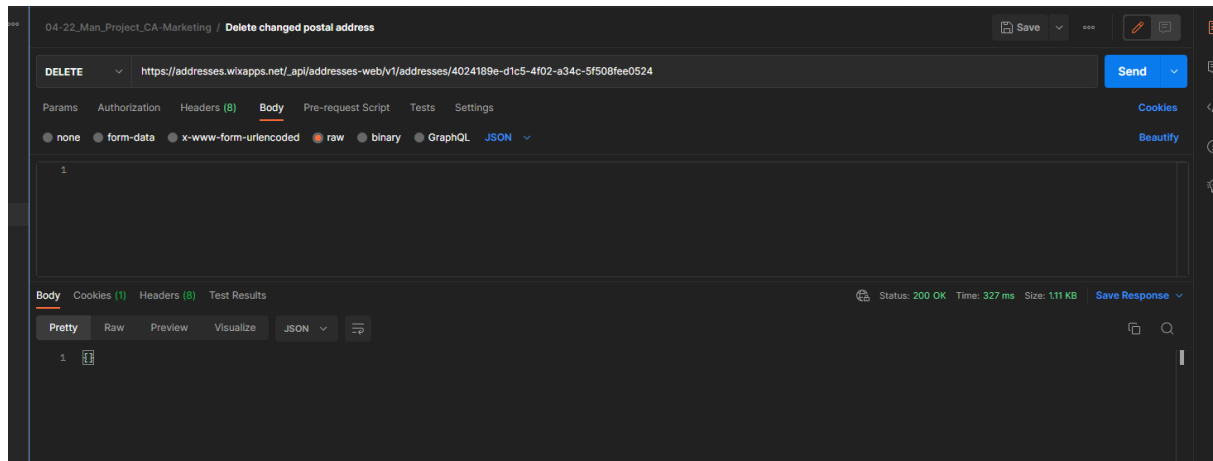 04-22_Man_Project_CA-Marketing / Delete changed postal address Save
DELETE https://addresses.wixapps.net/_api/addresses-web/v1/addresses/4024189e-d1c5-4f02-a34c-5f508fee0524 Send
Params Authorization Headers (8) Body Pre-request Script Tests Settings Cookies
none form-data x-www-form-urlencoded raw binary GraphQL JSON Beautify
1
Body Cookies (1) Headers (8) Test Results Status: 200 OK Time: 327 ms Size: 1.11 KB Save Response
Pretty Raw Preview Visualize JSON
1 {}